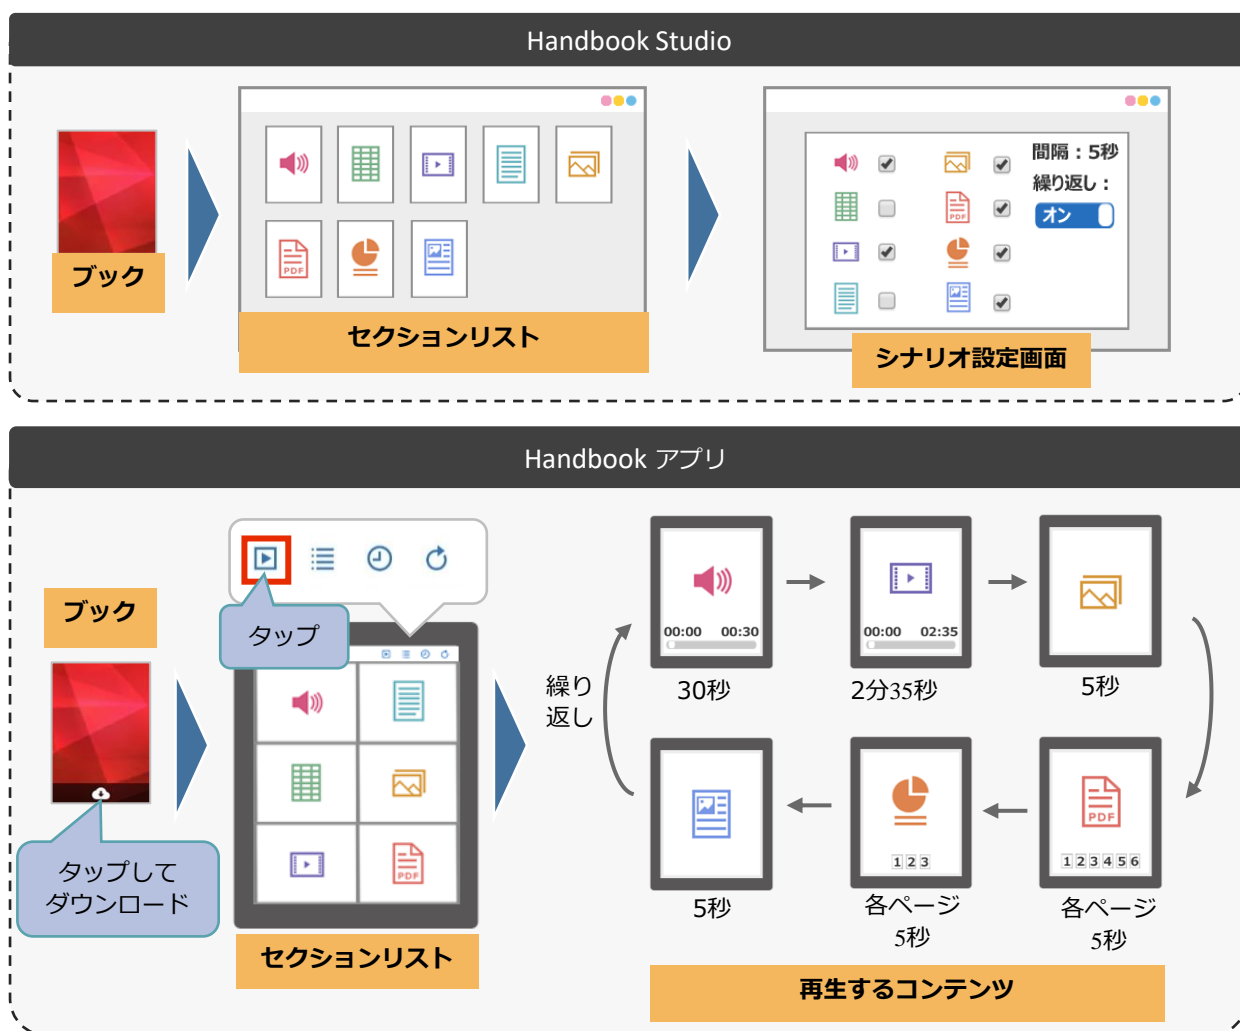 Handbook Studio
ブック
セクションリスト
間隔：5秒
繰り返し：
オン
PDF
PDF
シナリオ設定画面
Handbook アプリ
ブック
タップ
タップして
ダウンロード
PDF
セクションリスト
繰り
返し
00:00 00:30
30秒
00:00 02:35
2分35秒
5秒
5秒
1 2 3
各ページ
5秒
PDF
1 2 3 4 5 6
各ページ
5秒
再生するコンテンツ